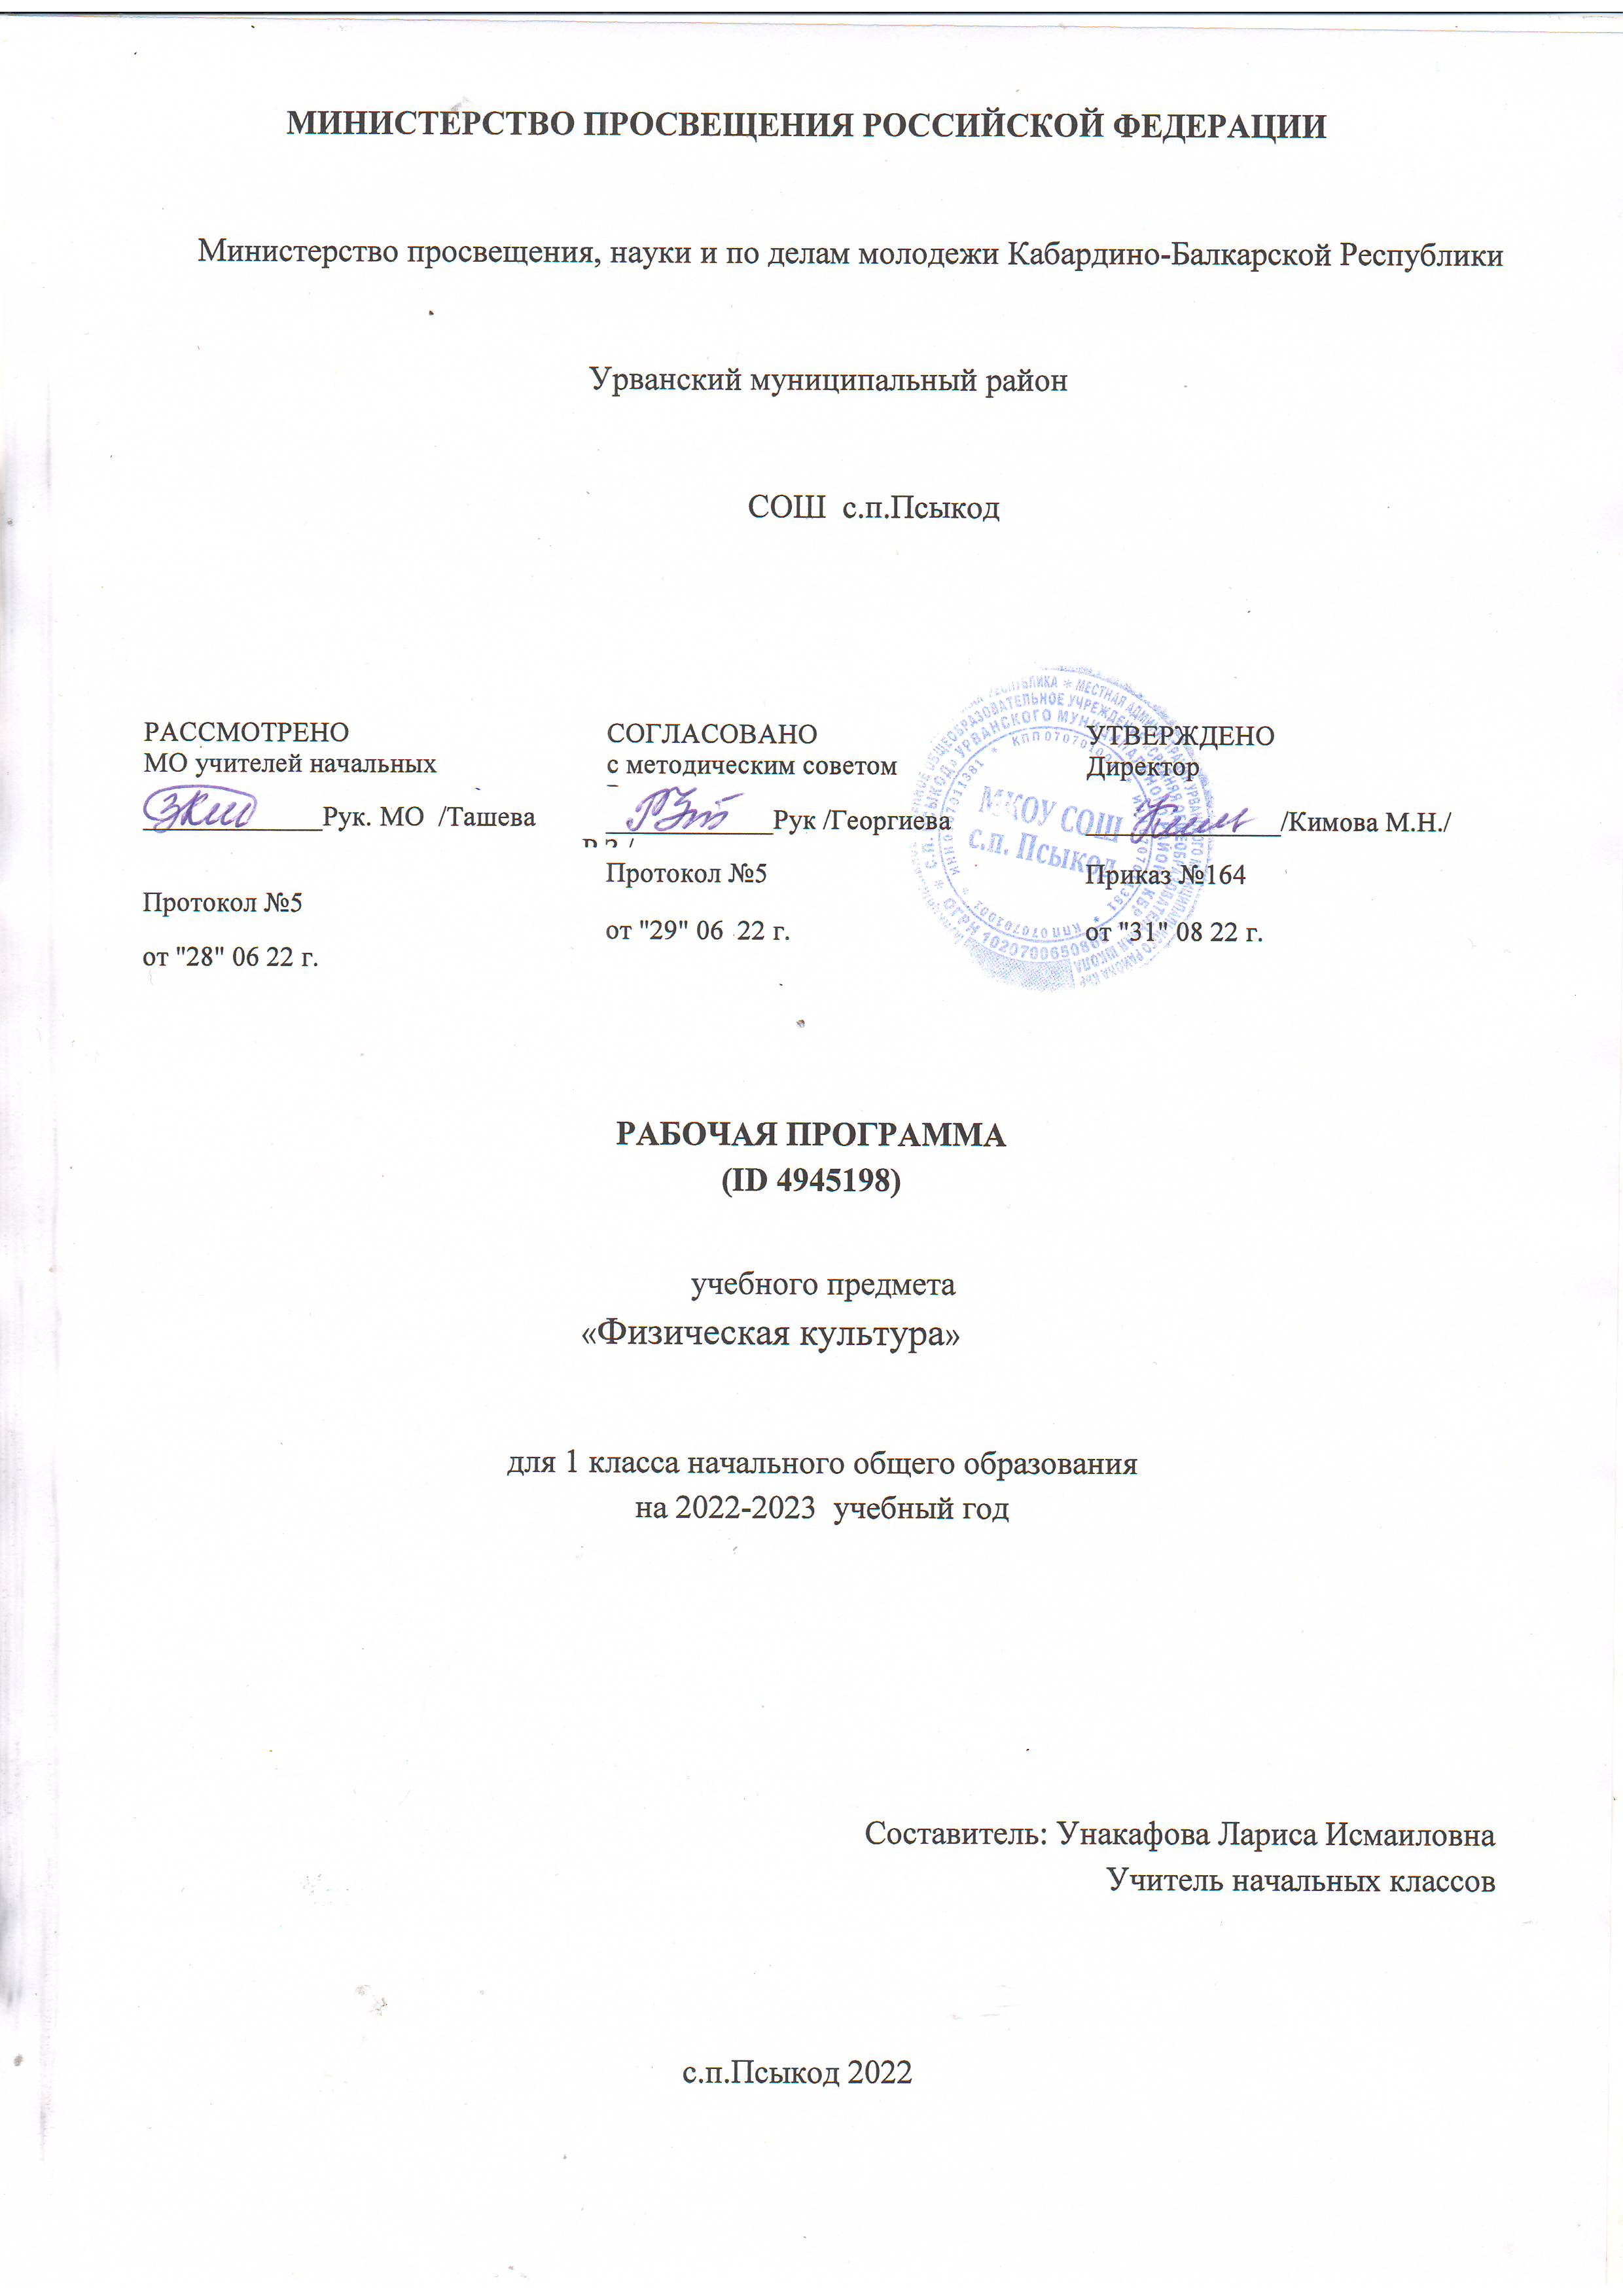 МИНИСТЕРСТВО ПРОСВЕЩЕНИЯ РОССИЙСКОЙ ФЕДЕРАЦИИ
Министерство просвещения, науки и по делам молодежи Кабардино-Балкарской Республики
Урванский муниципальный район
СОШ с.п.Псыкод
РАССМОТРЕНО
МО учителей начальных
_____________Рук. МО /Ташева
Протокол №5
от "28" 06 22 г.
СОГЛАСОВАНО
с методическим советом
____________Рук /Георгиева
Протокол №5
от "29" 06 22 г.
УТВЕРЖДЕНО
Директор
______________/Кимова М.Н./
Приказ №164
от "31" 08 22 г.
МКОУ СОШ
с.п. Псыкод
РАБОЧАЯ ПРОГРАММА
(ID 4945198)
учебного предмета
«Физическая культура»
для 1 класса начального общего образования
на 2022-2023 учебный год
Составитель: Унакафова Лариса Исмаиловна
Учитель начальных классов
с.п.Псыкод 2022